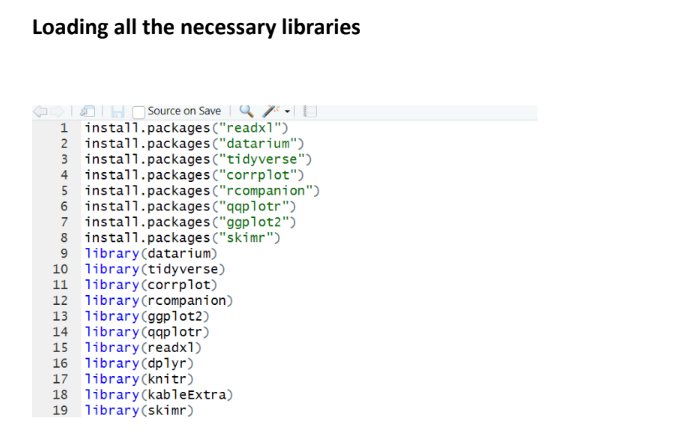 Loading all the necessary libraries
Source on Save
1 install.packages("readxl")
2 install.packages("datarium")
3 install.packages("tidyverse")
4 install.packages("corrplot")
5 install.packages("rcompanion")
6 install.packages("qqplotr")
7 install.packages("ggplot2")
8 install.packages("skimr")
9 library(datarium)
10 library(tidyverse)
11 library(corrplot)
12 library(rcompanion)
13 library(ggplot2)
14 library(qqplotr)
15 library(readxl)
16 library(dplyr)
17 library(knitr)
18 library(kableExtra)
19 library(skimr)